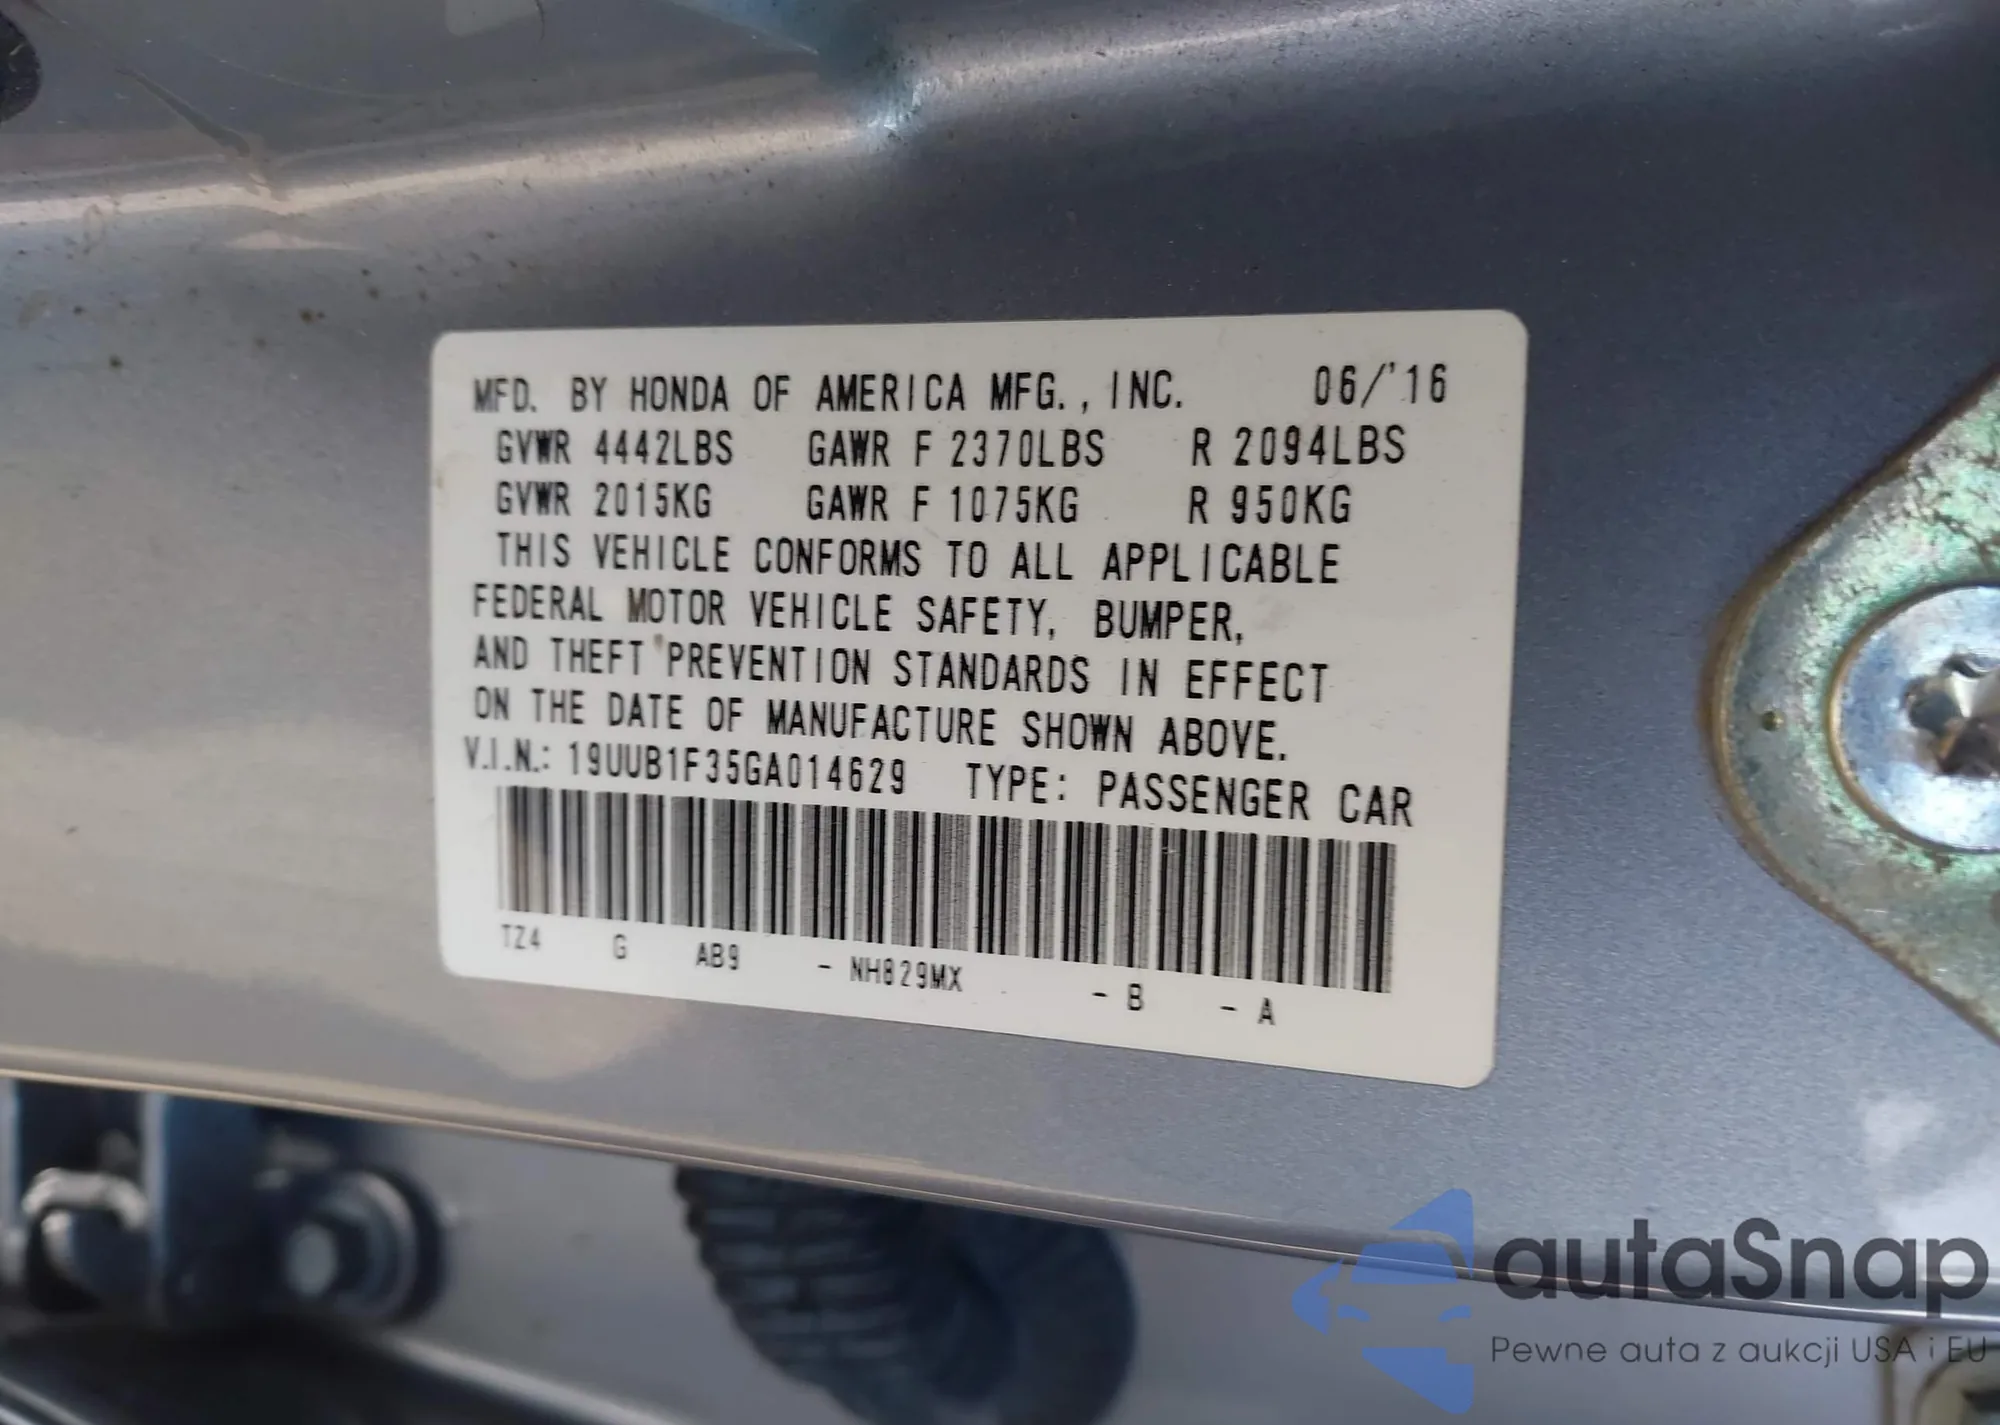 MFD. BY HONDA OF AMERICA MFG., INC. 06/'16
GVWR 4442LBS GAWR F 2370LBS R 2094LBS
GVWR 2015KG GAWR F 1075KG R 950KG
THIS VEHICLE CONFORMS TO ALL APPLICABLE
FEDERAL MOTOR VEHICLE SAFETY, BUMPER,
AND THEFT PREVENTION STANDARDS IN EFFECT
ON THE DATE OF MANUFACTURE SHOWN ABOVE.
V.I.N.: 19UUB1F35GA014629 TYPE: PASSENGER CAR
TZ4 G AB9 - NH829MX - B - A
autaSnap
Pewne auta z aukcji USA i EU